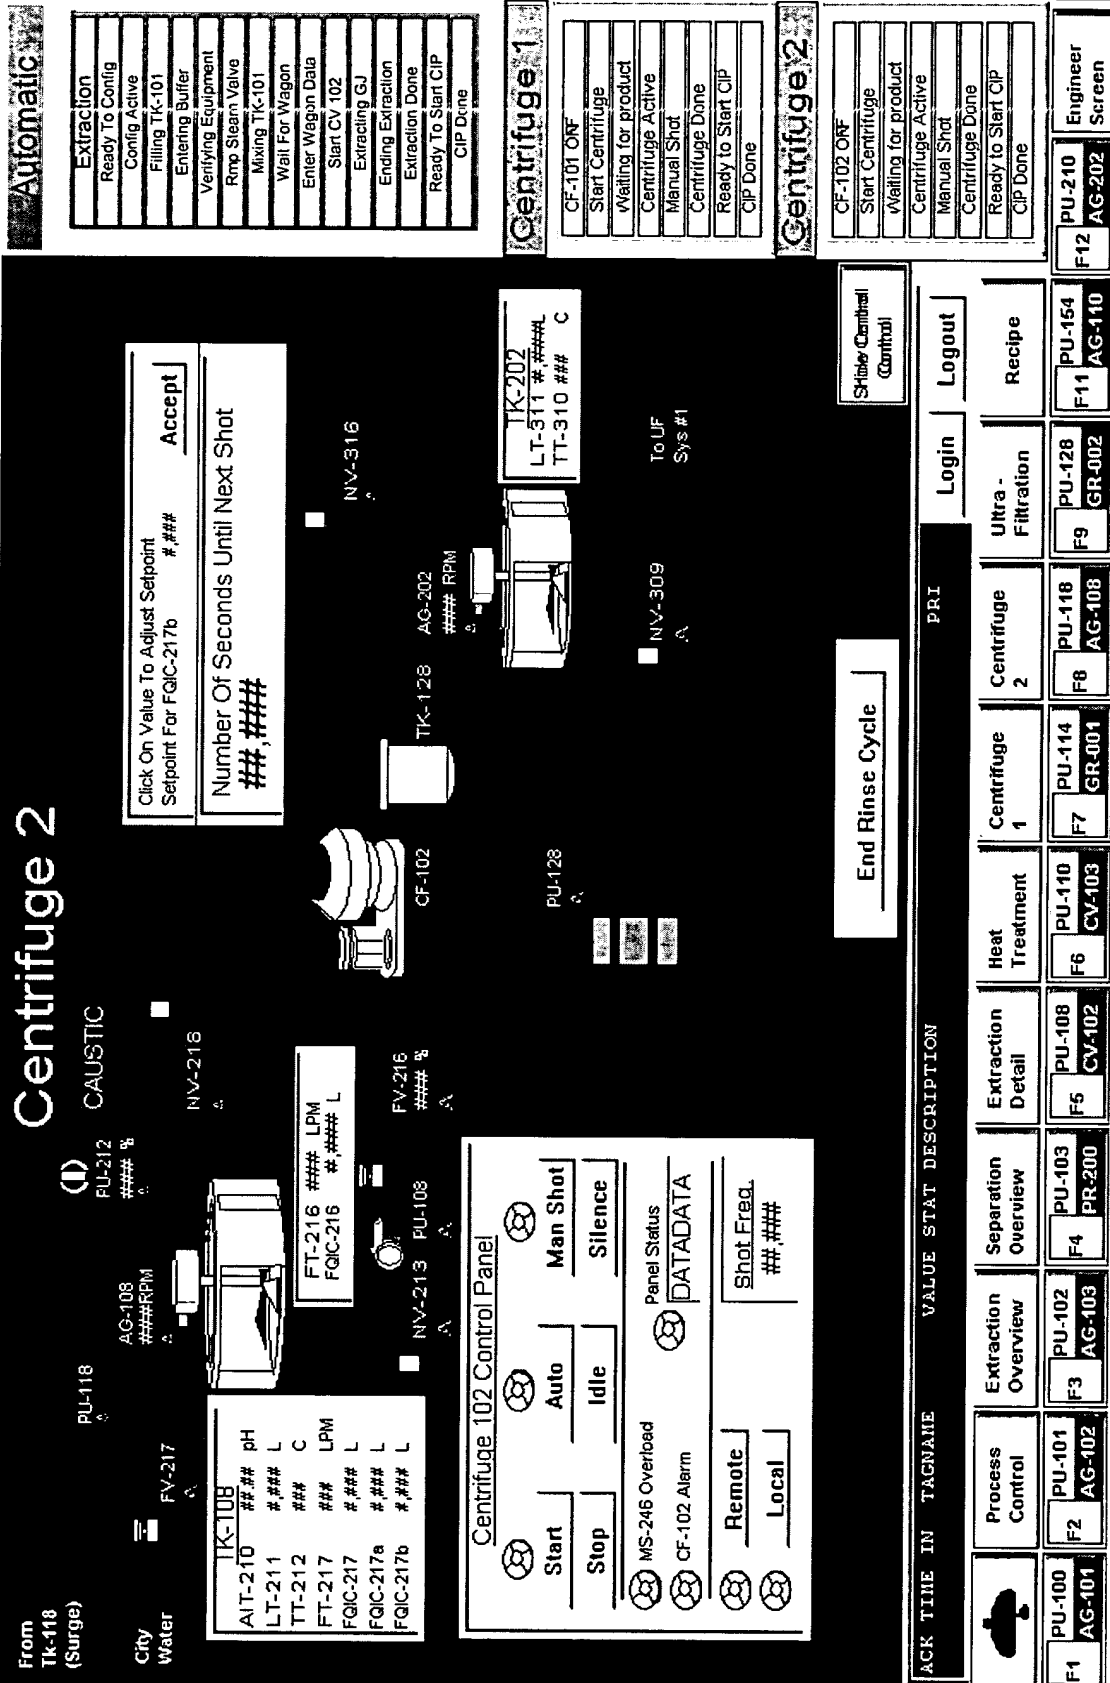 Centrifuge 2
Automatic
From
Tk-118
(Surge)
City
Water
PU-118
FV-217
AG-108
###RPM
PU-212
### %
CAUSTIC
NV-218
Click On Value To Adjust Setpoint
Setpoint For FQIC-217b #,###
Accept
Number Of Seconds Until Next Shot
##,###
TK-108
AIT-210 ##.## pH
LT-211 #,### L
TT-212 ### C
FT-217 ### LPM
FQIC-217 #,### L
FQIC-217a #,### L
FQIC-217b #,### L
FT-216 ### LPM
FQIC-216 #,### L
NV-213
PU-108
FV-216
### %
CF-102
TK-128
PU-128
NV-316
AG-202
### RPM
TK-202
LT-311 #,###L
TT-310 ### C
NV-309
To UF
Sys #1
Centrifuge 102 Control Panel
Start
Auto
Man Shot
Stop
Idle
Silence
MS-246 Overload
CF-102 Alarm
Panel Status
DATADATA
Remote
Local
Shot Freq.
##,###
End Rinse Cycle
Control
Extraction
Ready To Config
Config Active
Filling TK-101
Entering Buffer
Verifying Equipment
Rmp Steam Valve
Mixing TK-101
Wait For Wagon
Enter Wagon Data
Start CV 102
Extracting GJ
Ending Extraction
Extraction Done
Ready To Start CIP
CIP Done
Centrifuge 1
CF-101
Start Centrifuge
Waiting for product
Centrifuge Active
Manual Shot
Centrifuge Done
Ready to Start CIP
CIP Done
Centrifuge 2
CF-102
Start Centrifuge
Waiting for product
Centrifuge Active
Manual Shot
Centrifuge Done
Ready to Start CIP
CIP Done
ACK TIME IN TAGNAME VALUE STAT DESCRIPTION PRI
Login
Logout
Process
Control
Extraction
Overview
Separation
Overview
Extraction
Detail
Heat
Treatment
Centrifuge
1
Centrifuge
2
Ultra -
Filtration
Recipe
Engineer
Screen
F1 PU-100 AG-101
F2 PU-101 AG-102
F3 PU-102 AG-103
F4 PU-103 PR-200
F5 PU-108 CV-102
F6 PU-110 CV-103
F7 PU-114 GR-001
F8 PU-118 AG-108
F9 PU-128 GR-002
F11 PU-154 AG-110
F12 PU-210 AG-202